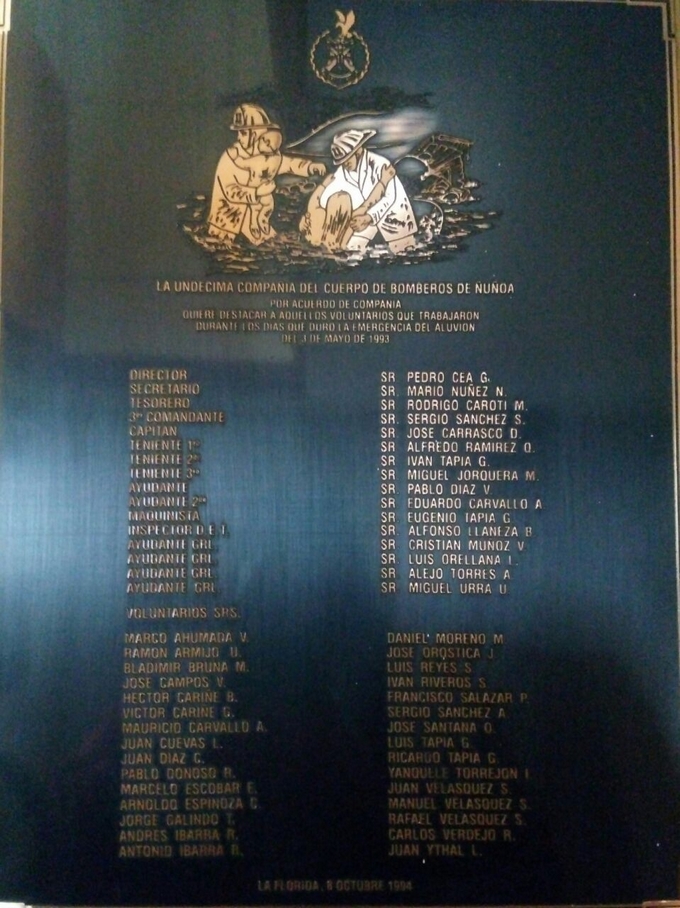 LA UNDECIMA COMPAÑIA DEL CUERPO DE BOMBEROS DE ÑUÑOA
POR ACUERDO DE COMPAÑIA
QUIERE DESTACAR A AQUELLOS VOLUNTARIOS QUE TRABAJARON
DURANTE LOS DIAS QUE DURO LA EMERGENCIA DEL ALUVION
DEL 3 DE MAYO DE 1993
DIRECTOR SR. PEDRO CEA G.
SECRETARIO SR. MARIO NUÑEZ N.
TESORERO SR. RODRIGO CAROTI M.
3er COMANDANTE SR. SERGIO SANCHEZ S.
CAPITAN SR. JOSE CARRASCO D.
TENIENTE 1º SR. ALFREDO RAMIREZ O.
TENIENTE 2º SR. IVAN TAPIA G.
TENIENTE 3º SR. MIGUEL JORQUERA M.
AYUDANTE SR. PABLO DIAZ V.
AYUDANTE 2º SR. EDUARDO CARVALLO A.
MAQUINISTA SR. EUGENIO TAPIA G.
INSPECTOR D.E.T. SR. ALFONSO LLANEZA B.
AYUDANTE GRL. SR. CRISTIAN MUÑOZ V.
AYUDANTE GRL. SR. LUIS ORELLANA L.
AYUDANTE GRL. SR. ALEJO TORRES A.
AYUDANTE GRL. SR. MIGUEL URRA U.
VOLUNTARIOS SRS.
MARCO AHUMADA V. DANIEL MORENO M.
RAMON ARMIJO U. JOSE OROSTICA J.
BLADIMIR BRUNA M. LUIS REYES S.
JOSE CAMPOS V. IVAN RIVEROS S.
HECTOR CARINE B. FRANCISCO SALAZAR P.
VICTOR CARINE G. SERGIO SANCHEZ A.
MAURICIO CARVALLO A. JOSE SANTANA O.
JUAN CUEVAS L. LUIS TAPIA G.
JUAN DIAZ C. RICARDO TAPIA G.
PABLO DONOSO R. YANQULLE TORREJON I.
MARCELO ESCOBAR E. JUAN VELASQUEZ S.
ARNOLDO ESPINOZA C. MANUEL VELASQUEZ S.
JORGE GALINDO T. RAFAEL VELASQUEZ S.
ANDRES IBARRA R. CARLOS VERDEJO R.
ANTONIO IBARRA R. JUAN YTHAL L.
LA FLORIDA, 8 OCTUBRE 1994